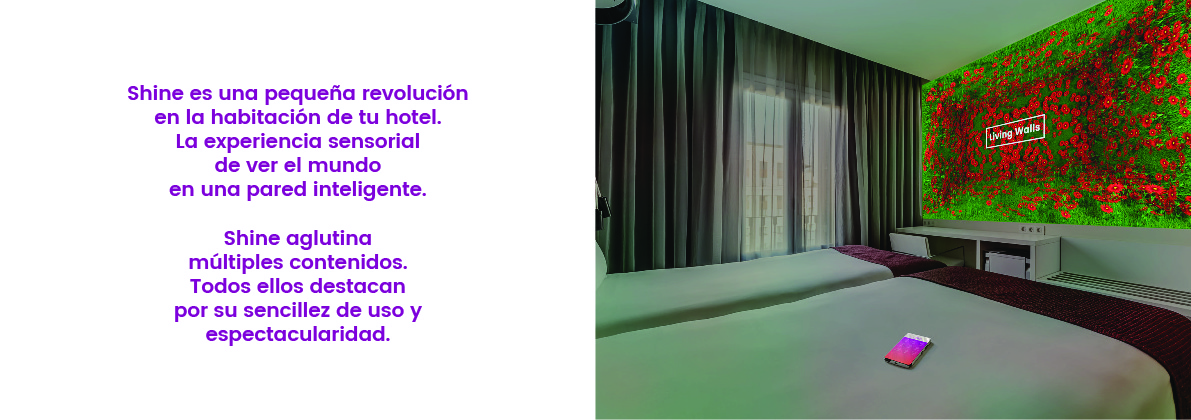 Shine es una pequeña revolución
en la habitación de tu hotel.
La experiencia sensorial
de ver el mundo
en una pared inteligente.
Shine aglutina
múltiples contenidos.
Todos ellos destacan
por su sencillez de uso y
espectacularidad.
Living Walls